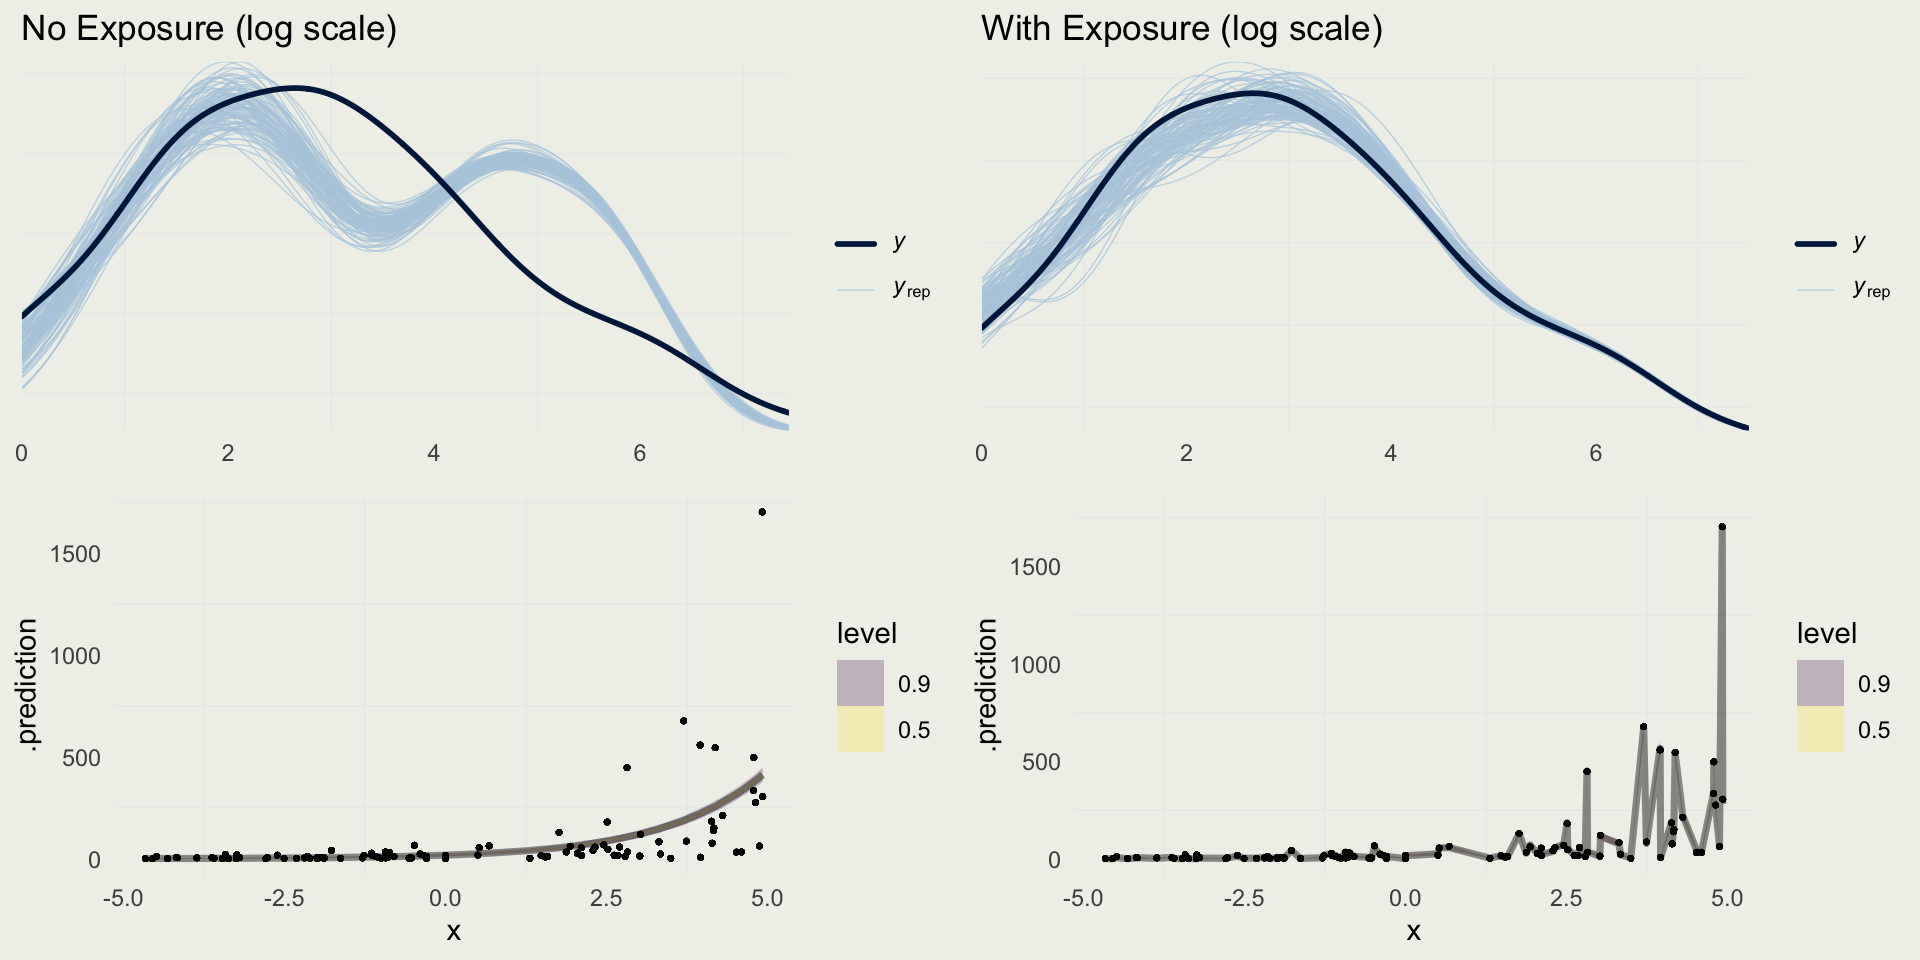 No Exposure (log scale)
y
yrep
0 2 4 6
With Exposure (log scale)
y
yrep
0 2 4 6
.prediction
1500
1000
500
0
-5.0 -2.5 0.0 2.5 5.0
x
level
0.9
0.5
.prediction
1500
1000
500
0
-5.0 -2.5 0.0 2.5 5.0
x
level
0.9
0.5